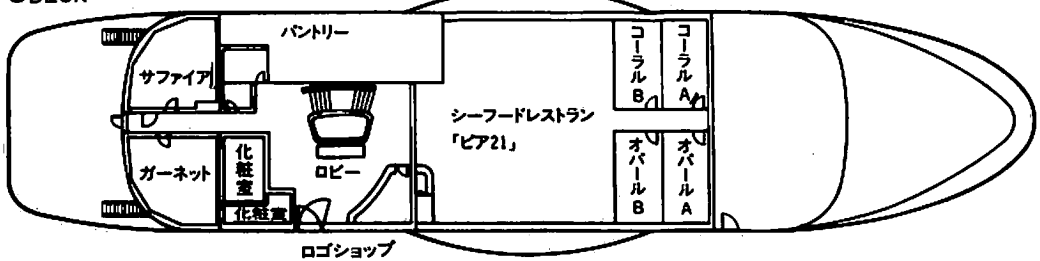 DECK
パントリー
サファイア
コーラルB
コーラルA
シーフードレストラン
「ピア21」
ガーネット
化粧室
ロビー
オパールB
オパールA
化粧室
ロゴショップ